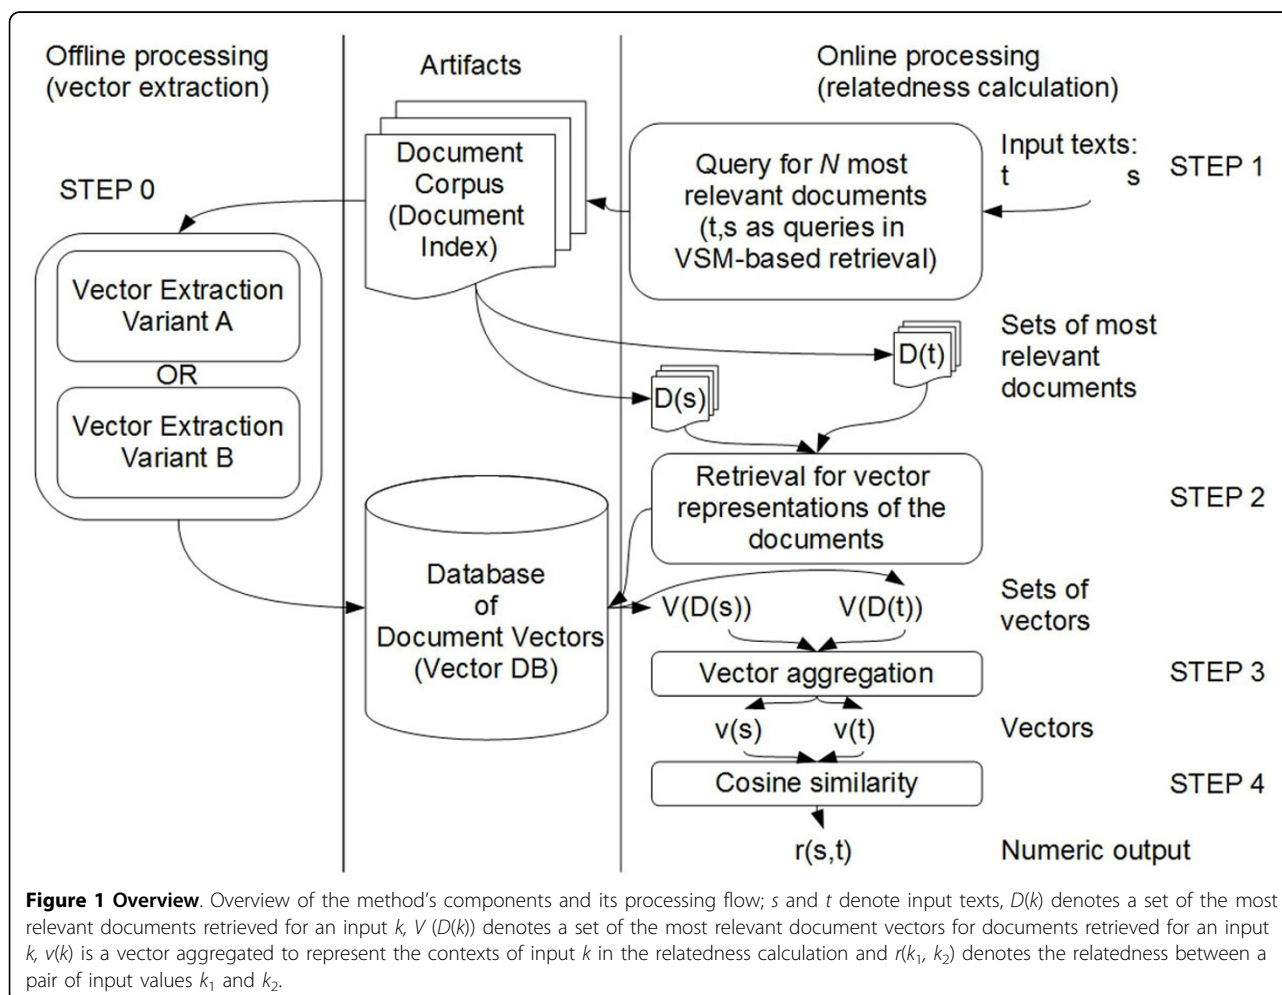 Offline processing
(vector extraction)
Artifacts
Online processing
(relatedness calculation)
STEP 0
Vector Extraction
Variant A
OR
Vector Extraction
Variant B
Document
Corpus
(Document
Index)
Query for N most
relevant documents
(t,s as queries in
VSM-based retrieval)
Input texts:
t s
STEP 1
Sets of most
relevant
documents
D(t)
D(s)
Retrieval for vector
representations of the
documents
STEP 2
Database
of
Document Vectors
(Vector DB)
V(D(s)) V(D(t))
Sets of
vectors
Vector aggregation
STEP 3
v(s) v(t)
Vectors
Cosine similarity
STEP 4
r(s,t)
Numeric output
Figure 1 Overview. Overview of the method's components and its processing flow; s and t denote input texts, D(k) denotes a set of the most
relevant documents retrieved for an input k, V (D(k)) denotes a set of the most relevant document vectors for documents retrieved for an input
k, v(k) is a vector aggregated to represent the contexts of input k in the relatedness calculation and r(k₁, k₂) denotes the relatedness between a
pair of input values k₁ and k₂.